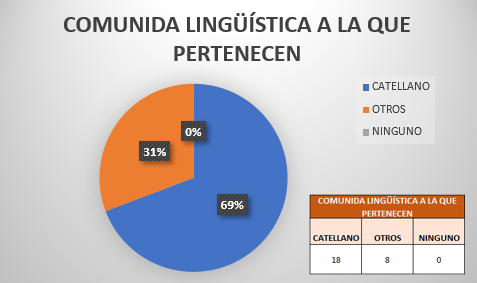 COMUNIDA LINGÜÍSTICA A LA QUE
PERTENECEN
CATELLANO
OTROS
NINGUNO
0%
31%
69%
COMUNIDA LINGÜÍSTICA A LA QUE
PERTENECEN
CATELLANO OTROS NINGUNO
18 8 0